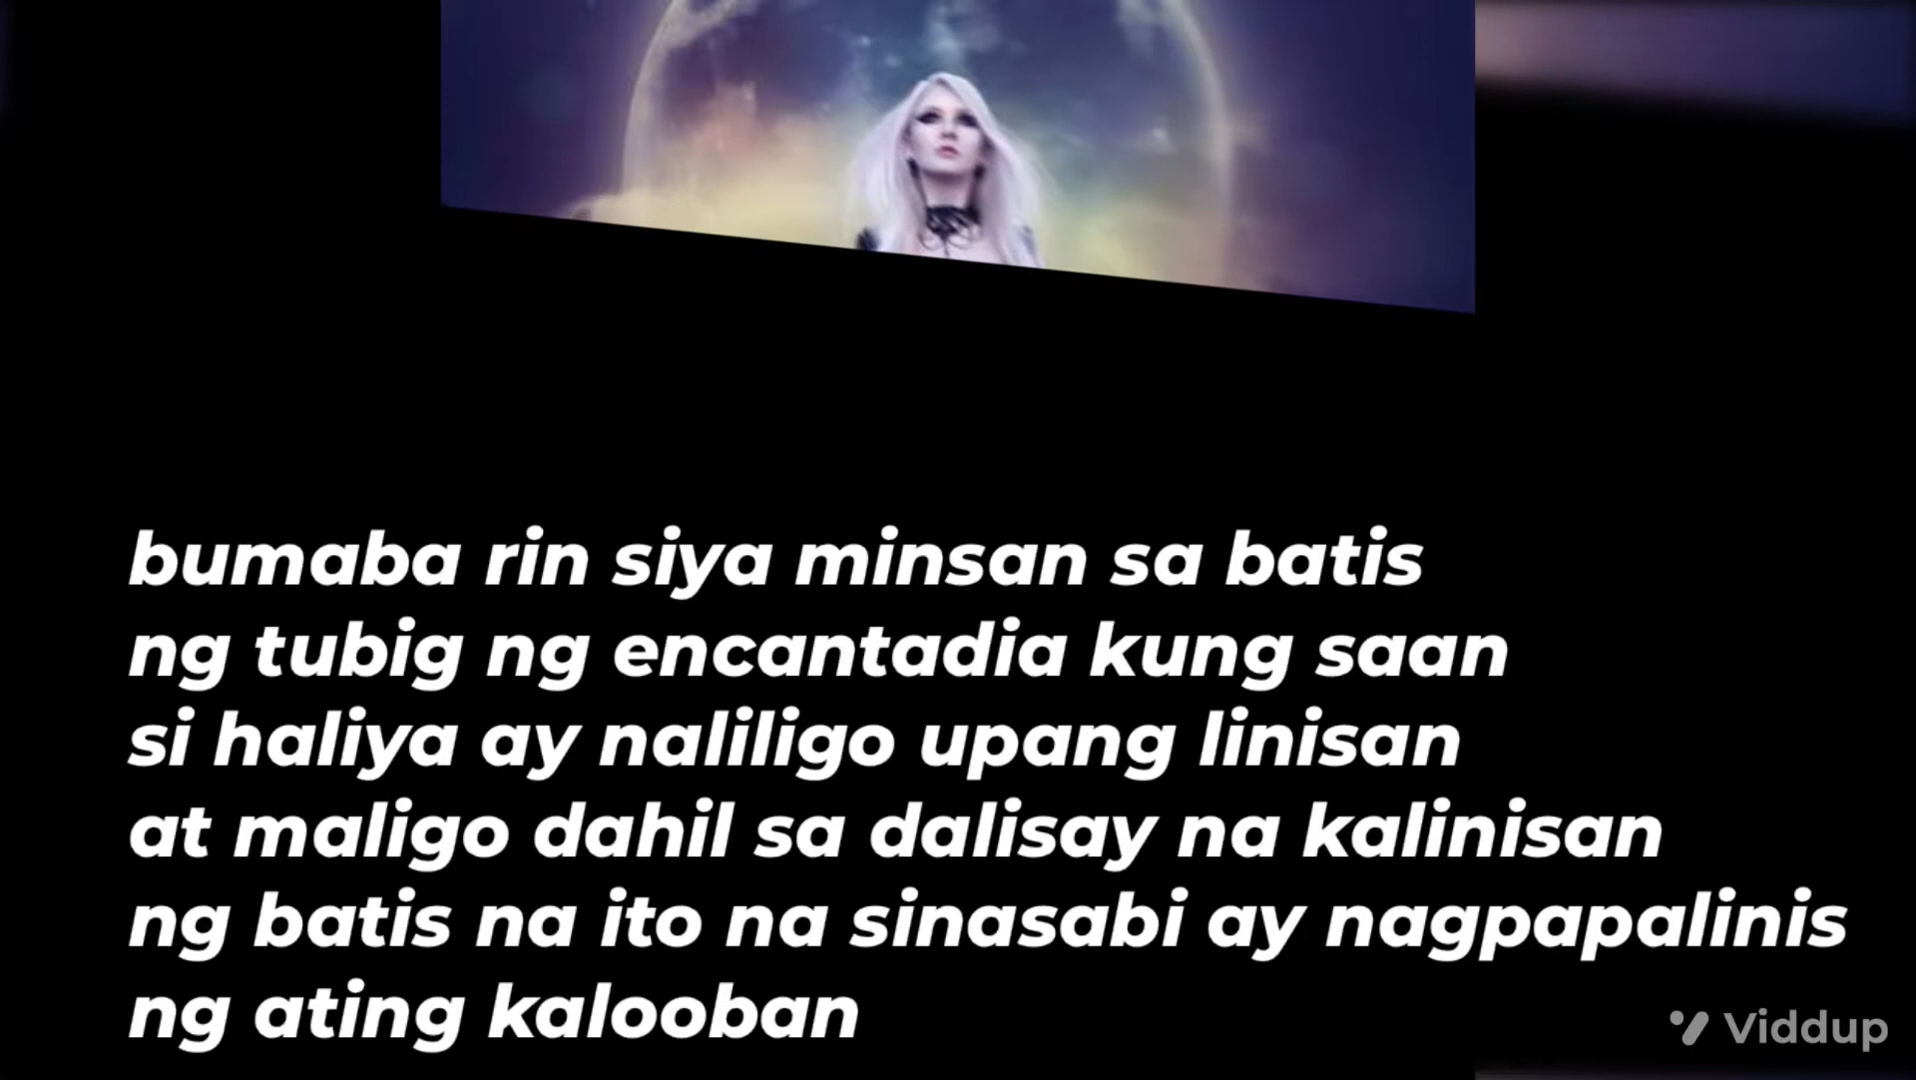 bumaba rin siya minsan sa batis
ng tubig ng encantadia kung saan
si haliya ay naliligo upang linisan
at maligo dahil sa dalisay na kalinisan
ng batis na ito na sinasabi ay nagpapalinis
ng ating kalooban
Viddup